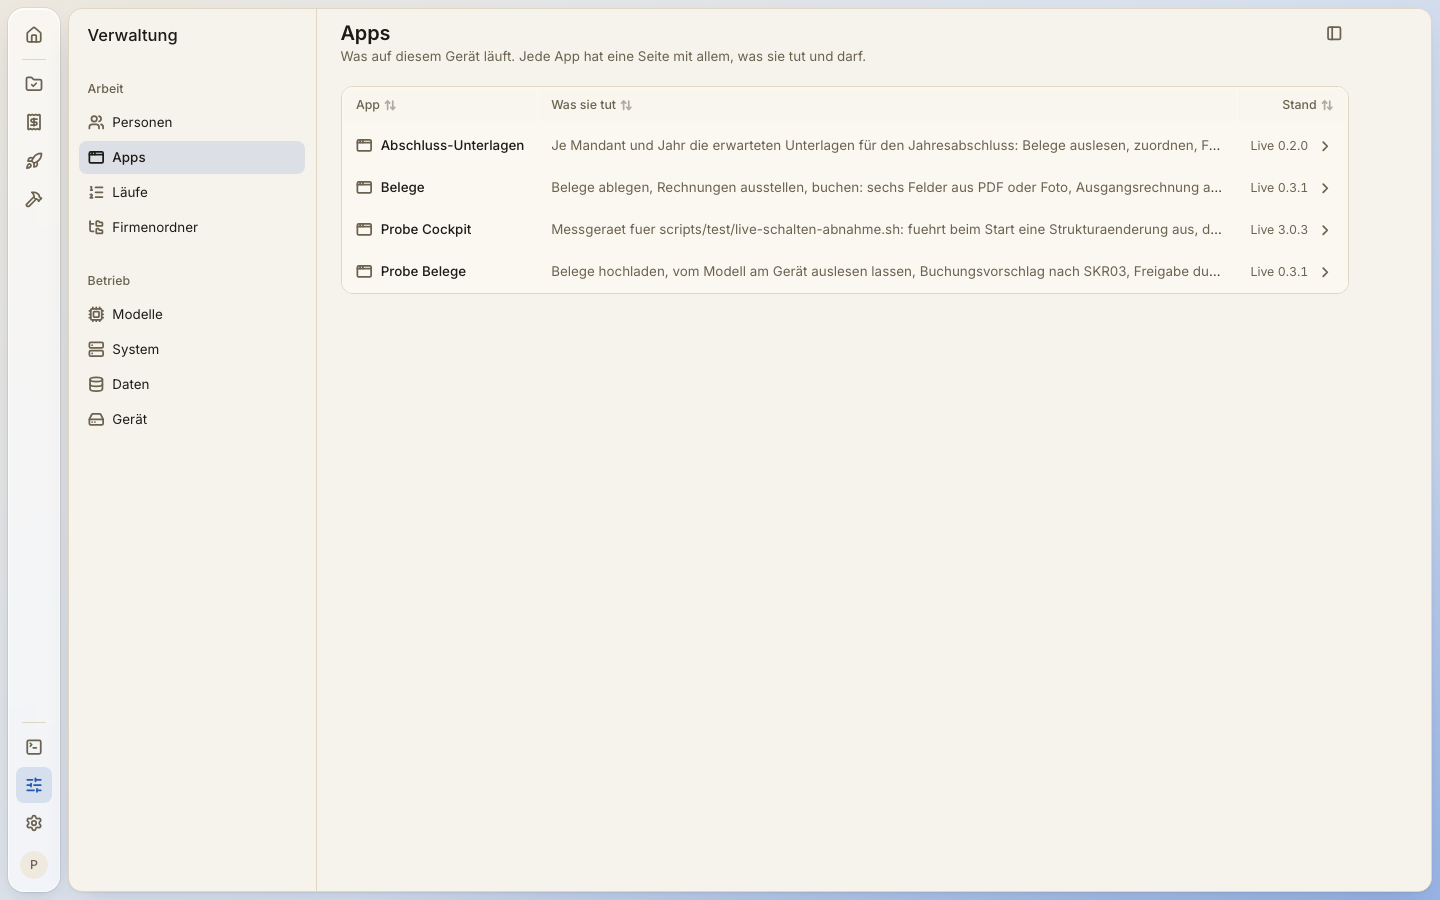 Verwaltung
Arbeit
Personen
Apps
Läufe
Firmenordner
Betrieb
Modelle
System
Daten
Gerät
P
Apps
Was auf diesem Gerät läuft. Jede App hat eine Seite mit allem, was sie tut und darf.
App Was sie tut Stand
Abschluss-Unterlagen Je Mandant und Jahr die erwarteten Unterlagen für den Jahresabschluss: Belege auslesen, zuordnen, F... Live 0.2.0
Belege Belege ablegen, Rechnungen ausstellen, buchen: sechs Felder aus PDF oder Foto, Ausgangsrechnung a... Live 0.3.1
Probe Cockpit Messgeraet fuer scripts/test/live-schalten-abnahme.sh: fuehrt beim Start eine Strukturaenderung aus, d... Live 3.0.3
Probe Belege Belege hochladen, vom Modell am Gerät auslesen lassen, Buchungsvorschlag nach SKR03, Freigabe du... Live 0.3.1